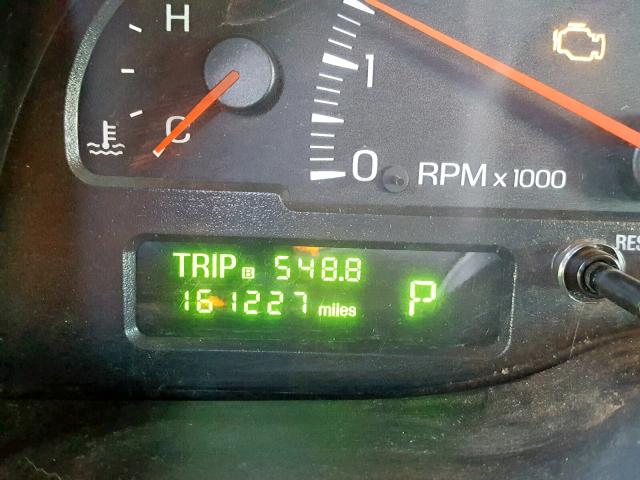 H
C
1
0
RPM x 1000
TRIP B 548.8
161227 miles
P
RES